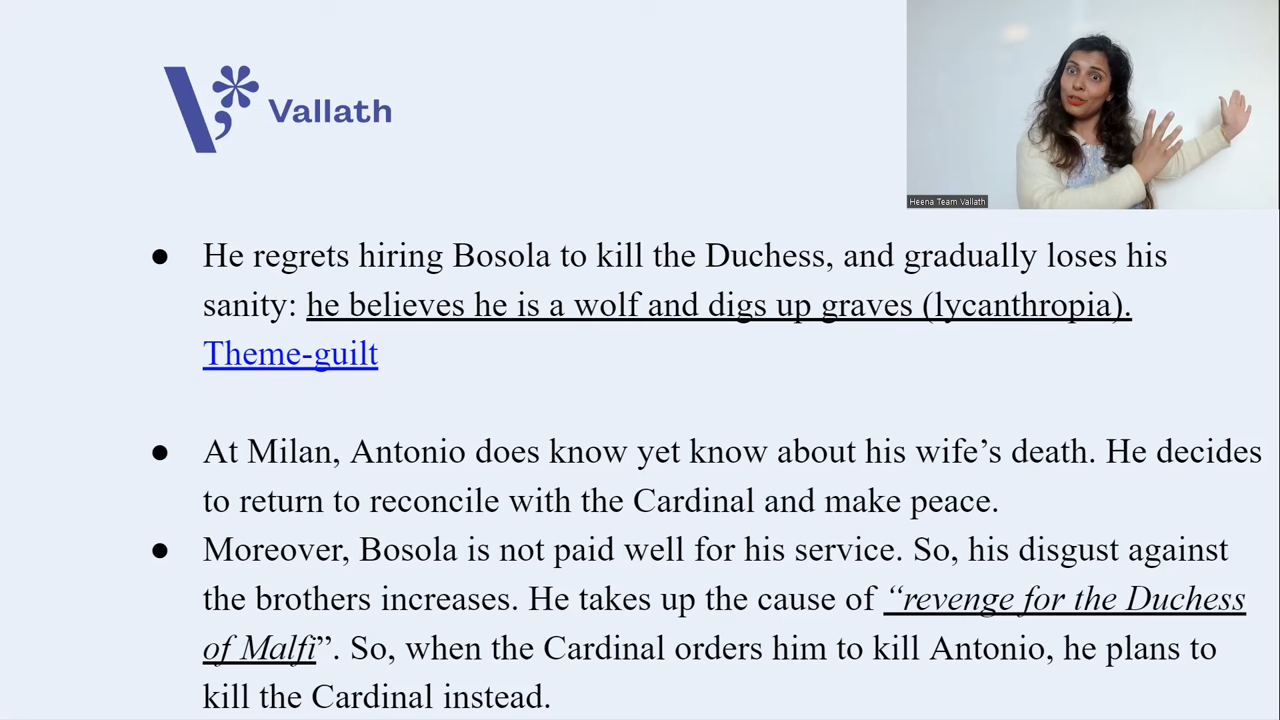 Vallath
Heena Team Vallath
● He regrets hiring Bosola to kill the Duchess, and gradually loses his
sanity: he believes he is a wolf and digs up graves (lycanthropia).
Theme-guilt
● At Milan, Antonio does know yet know about his wife’s death. He decides
to return to reconcile with the Cardinal and make peace.
● Moreover, Bosola is not paid well for his service. So, his disgust against
the brothers increases. He takes up the cause of “revenge for the Duchess
of Malfi”. So, when the Cardinal orders him to kill Antonio, he plans to
kill the Cardinal instead.